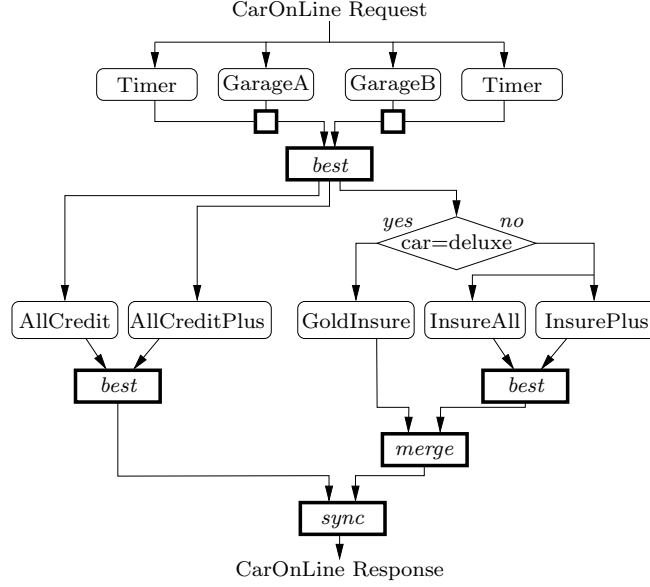 CarOnLine Request
Timer GarageA GarageB Timer
best
yes no
car=deluxe
AllCredit AllCreditPlus GoldInsure InsureAll InsurePlus
best best
merge
sync
CarOnLine Response